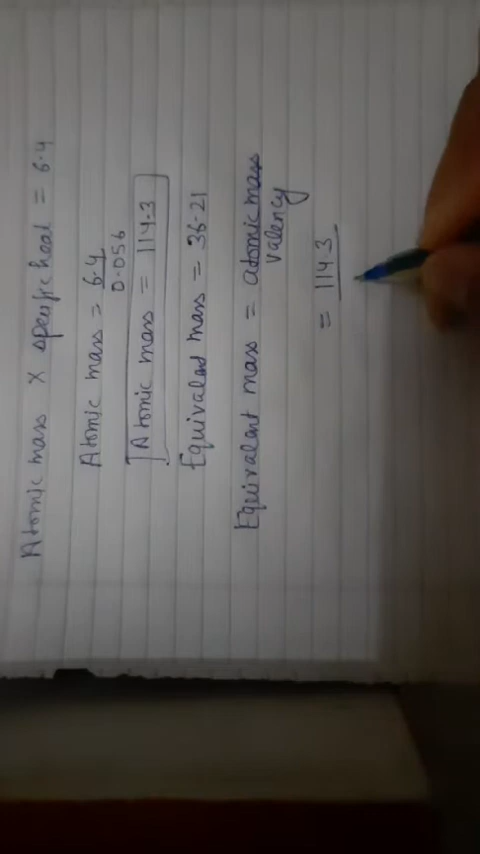 Atomic mass X specific heat = 6.4
Atomic mass = 6.4
0.056
Atomic mass = 114.3
Equivalent mass = 36.21
Equivalent mass = atomic mass
valency
= 114.3